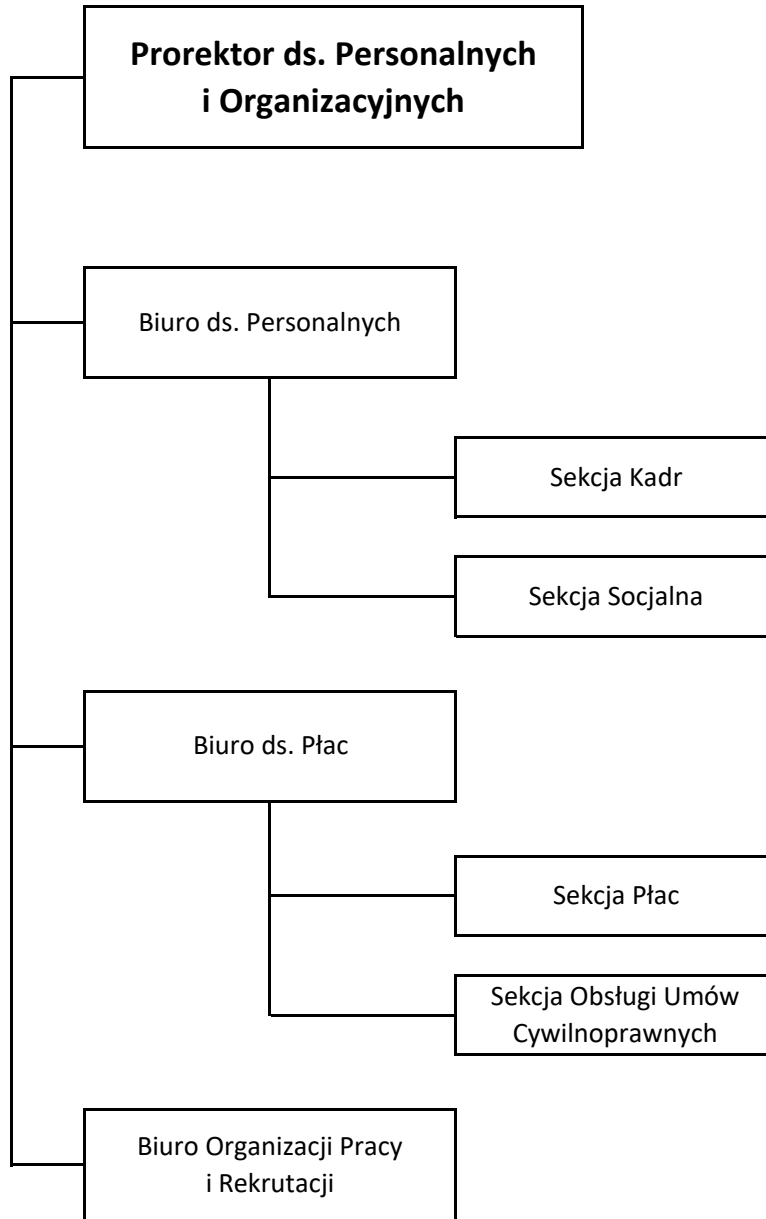 Prorektor ds. Personalnych
i Organizacyjnych
Biuro ds. Personalnych
Sekcja Kadr
Sekcja Socjalna
Biuro ds. Płac
Sekcja Płac
Sekcja Obsługi Umów
Cywilnoprawnych
Biuro Organizacji Pracy
i Rekrutacji